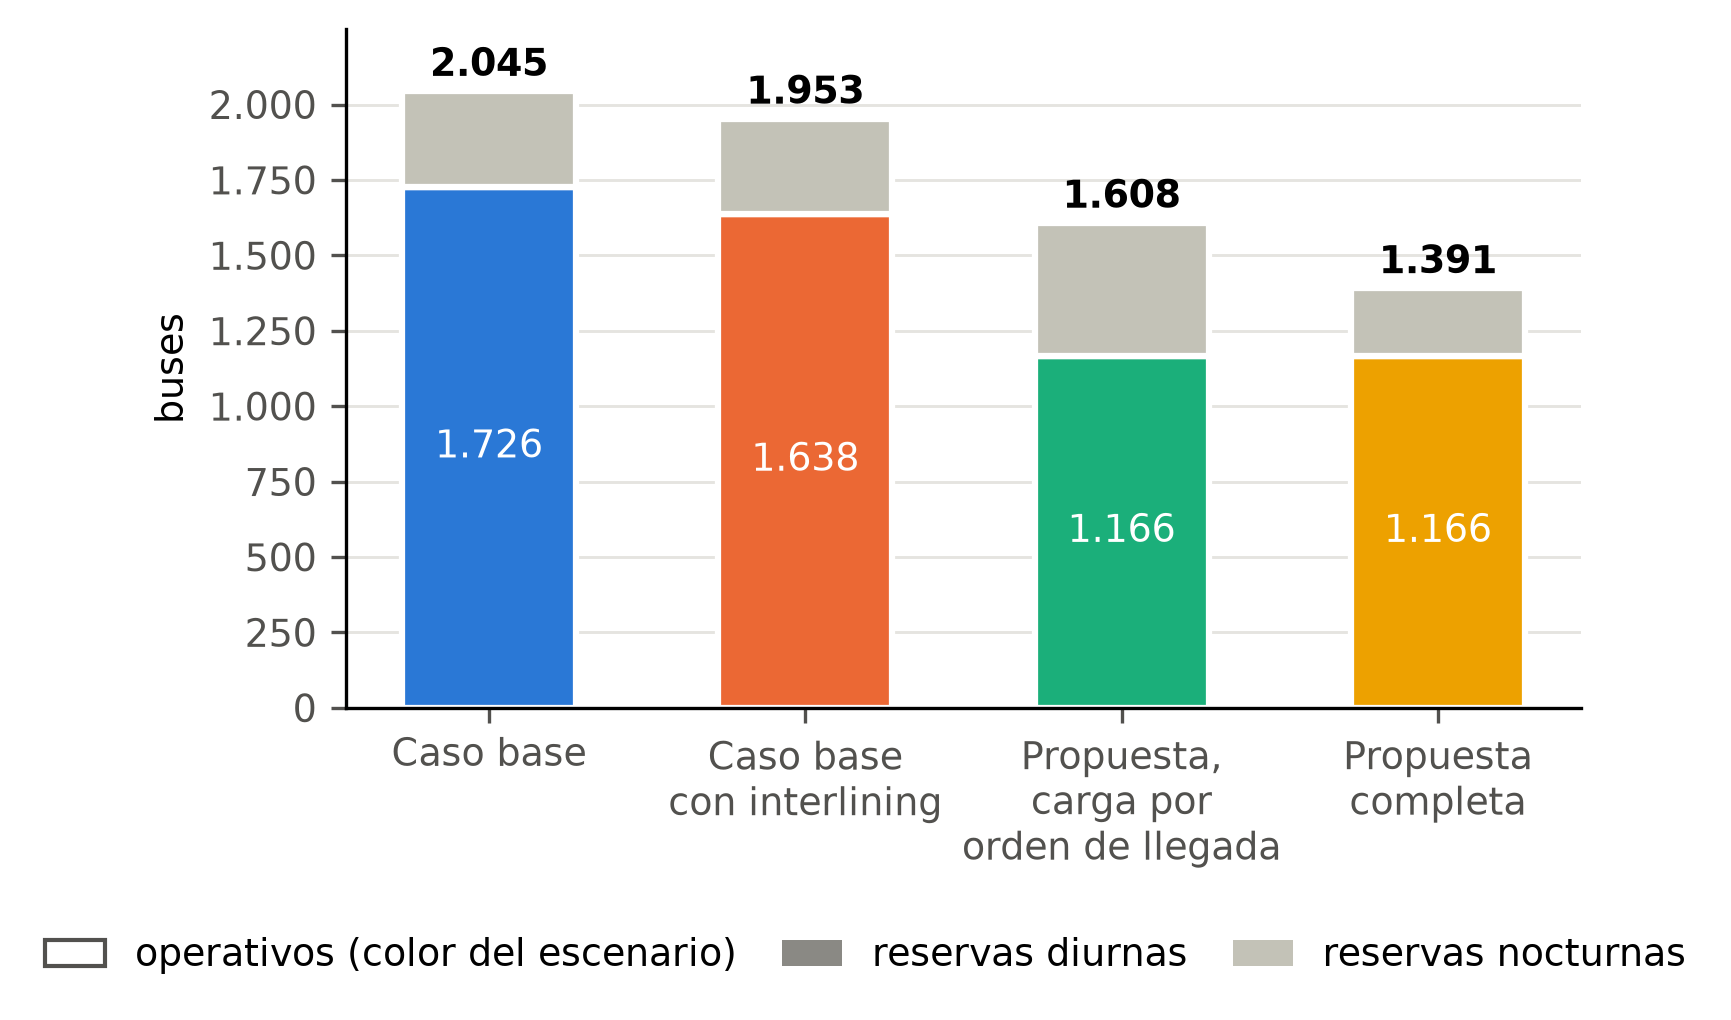 2.045
1.953
1.608
1.391
2.000
1.750
1.500
1.250
1.000
750
500
250
0
buses
1.726
1.638
1.166
1.166
Caso base
Caso base
con interlining
Propuesta,
carga por
orden de llegada
Propuesta
completa
operativos (color del escenario)
reservas diurnas
reservas nocturnas